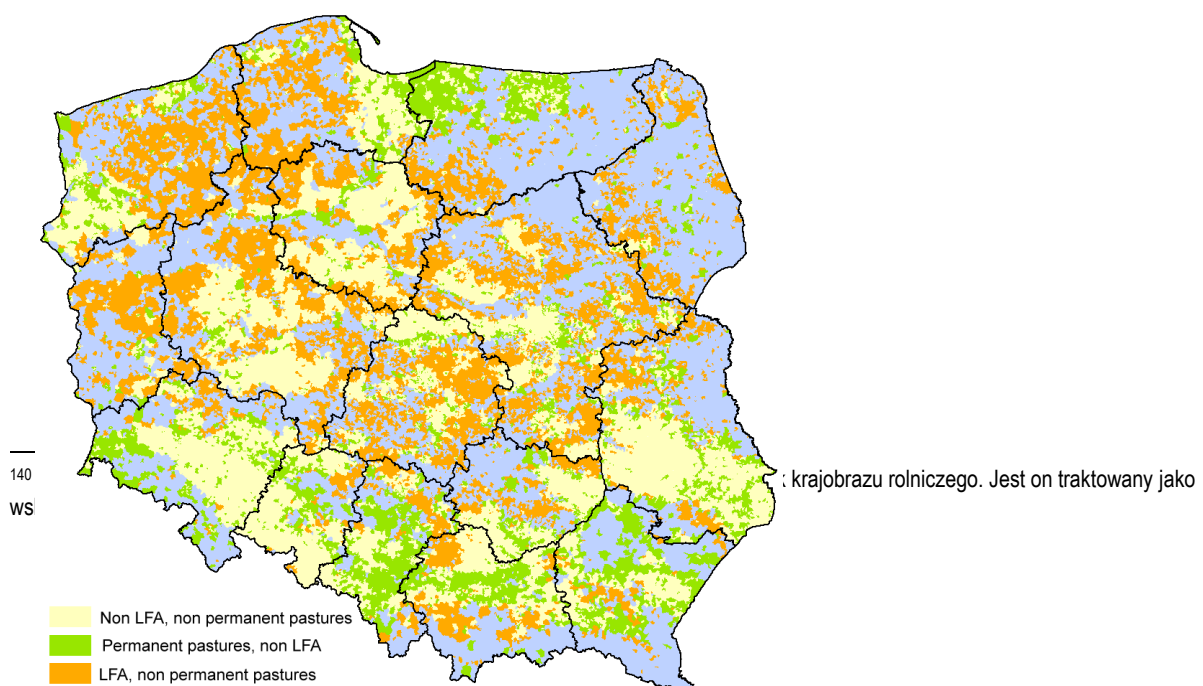 140 : krajobrazu rolniczego. Jest on traktowany jako
ws
Non LFA, non permanent pastures
Permanent pastures, non LFA
LFA, non permanent pastures